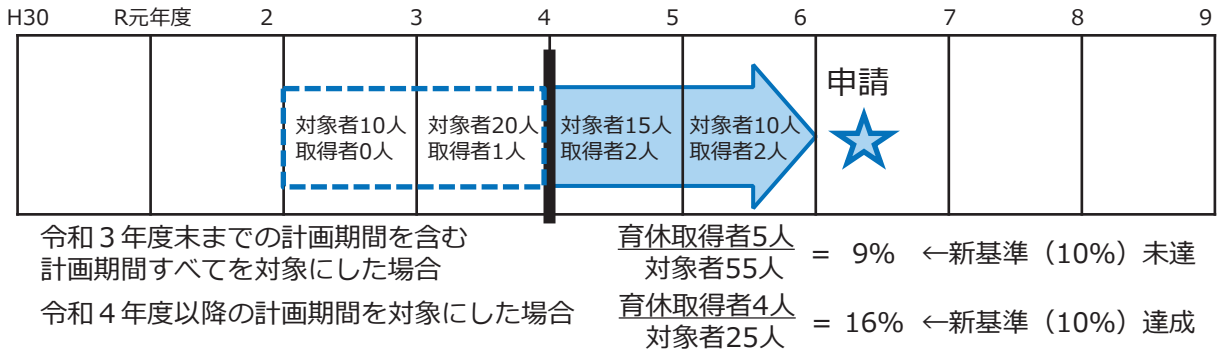 H30 R元年度 2 3 4 5 6 7 8 9
申請
対象者10人 対象者20人 対象者15人 対象者10人
取得者0人 取得者1人 取得者2人 取得者2人
令和３年度末までの計画期間を含む
計画期間すべてを対象にした場合
育休取得者5人
対象者55人
= 9% ←新基準（10%）未達
令和４年度以降の計画期間を対象にした場合
育休取得者4人
対象者25人
= 16% ←新基準（10%）達成